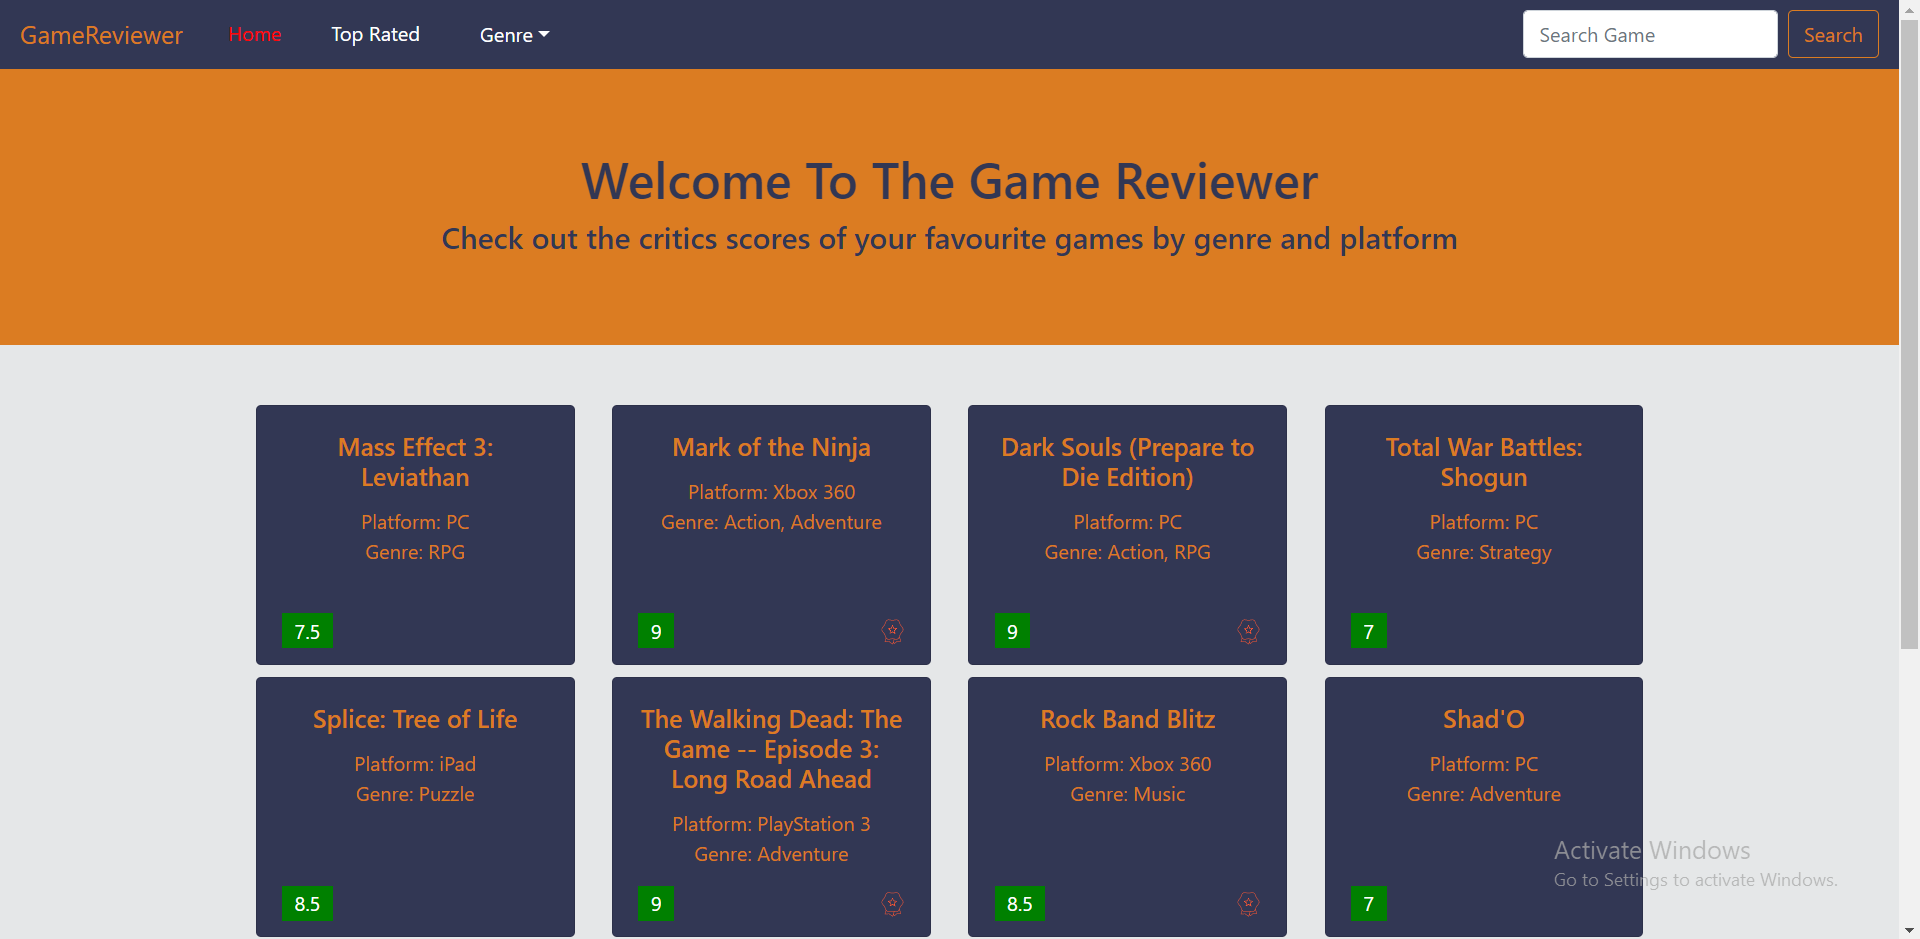 GameReviewer
Home
Top Rated
Genre
Search Game
Search
Welcome To The Game Reviewer
Check out the critics scores of your favourite games by genre and platform
Mass Effect 3:
Leviathan
Platform: PC
Genre: RPG
7.5
Mark of the Ninja
Platform: Xbox 360
Genre: Action, Adventure
9
Dark Souls (Prepare to
Die Edition)
Platform: PC
Genre: Action, RPG
9
Total War Battles:
Shogun
Platform: PC
Genre: Strategy
7
Splice: Tree of Life
Platform: iPad
Genre: Puzzle
8.5
The Walking Dead: The
Game -- Episode 3:
Long Road Ahead
Platform: PlayStation 3
Genre: Adventure
9
Rock Band Blitz
Platform: Xbox 360
Genre: Music
8.5
Shad'O
Platform: PC
Genre: Adventure
7
Activate Windows
Go to Settings to activate Windows.